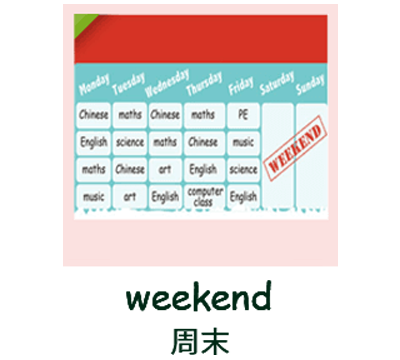 Monday Tuesday Wednesday Thursday Friday Saturday Sunday
Chinese maths Chinese maths PE
English science maths Chinese music
WEEKEND
maths Chinese art English science
music art English computer class English
weekend
周末